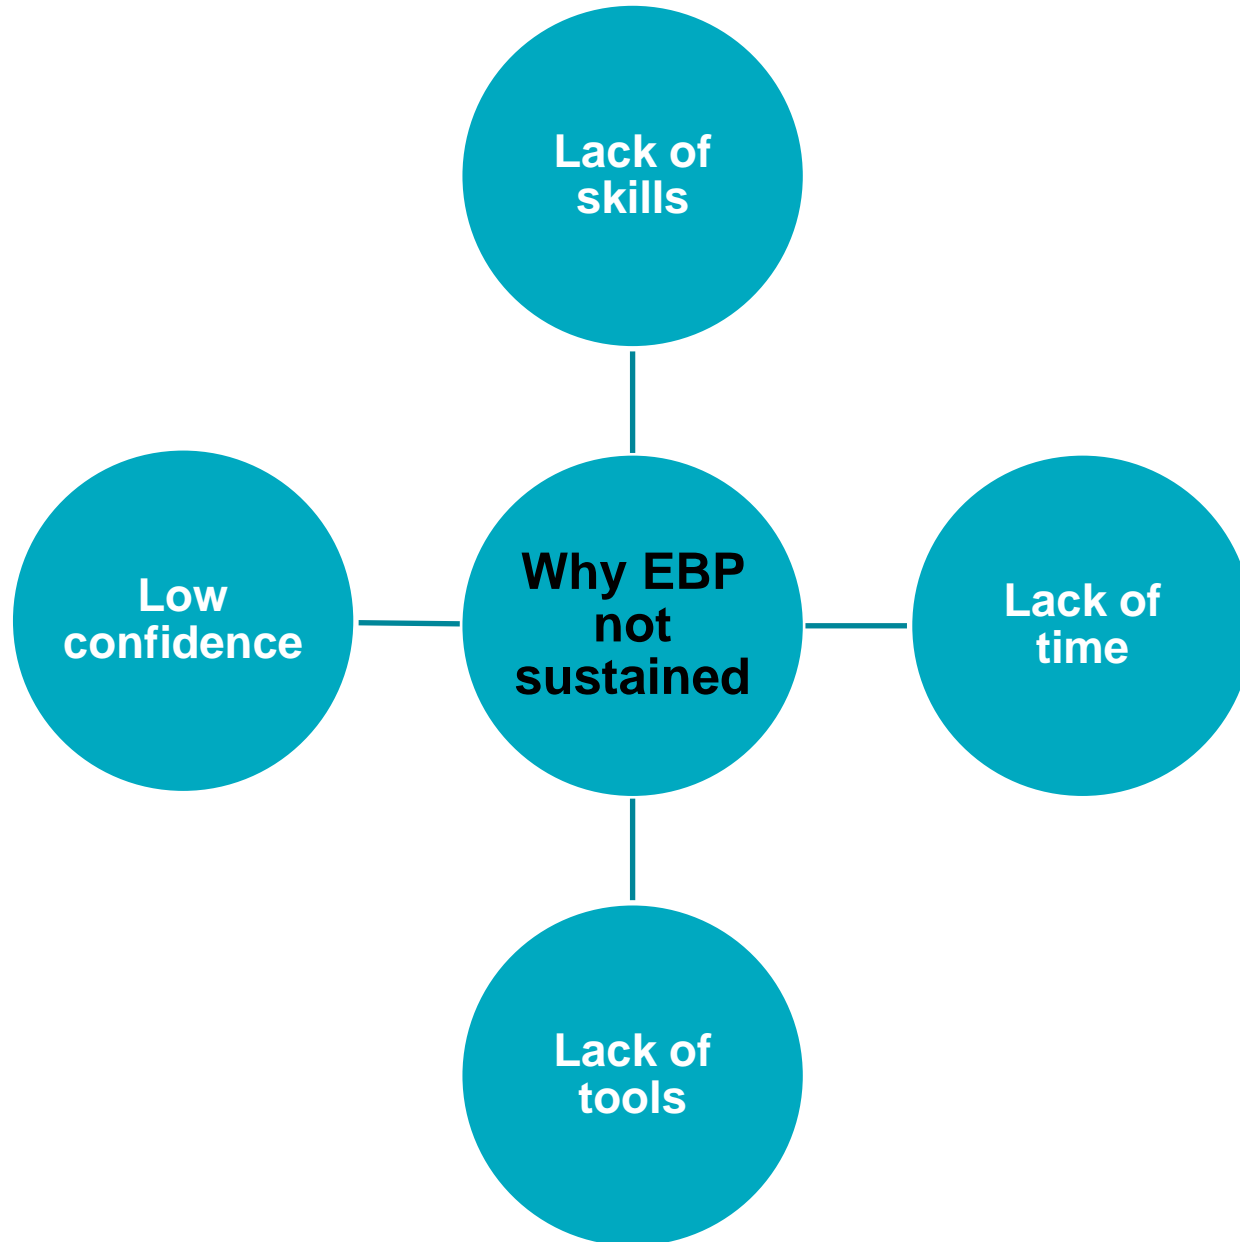 Lack of
skills
Low
confidence
Why EBP
not
sustained
Lack of
time
Lack of
tools